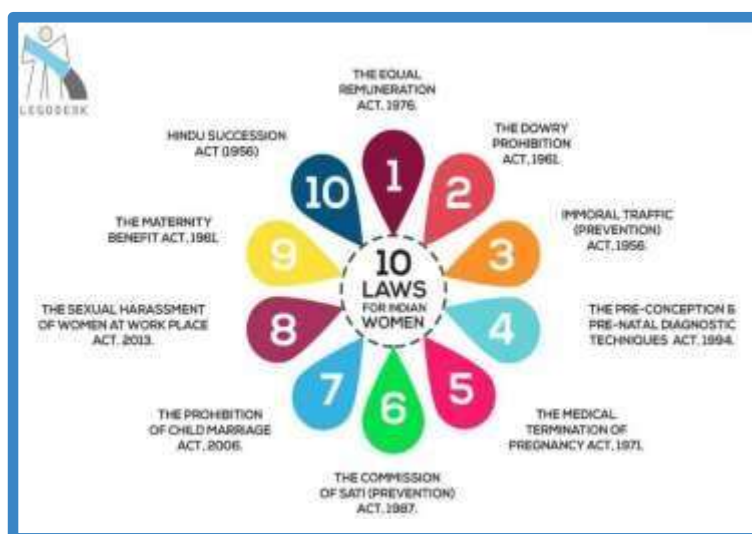 LEGODESK
THE EQUAL
REMUNERATION
ACT, 1976.
1
THE DOWRY
PROHIBITION
ACT, 1961.
2
IMMORAL TRAFFIC
(PREVENTION)
ACT, 1956.
3
THE PRE-CONCEPTION &
PRE-NATAL DIAGNOSTIC
TECHNIQUES ACT, 1994.
4
THE MEDICAL
TERMINATION OF
PREGNANCY ACT, 1971.
5
THE COMMISSION
OF SATI (PREVENTION)
ACT, 1987.
6
THE PROHIBITION
OF CHILD MARRIAGE
ACT, 2006.
7
THE SEXUAL HARASSMENT
OF WOMEN AT WORK PLACE
ACT. 2013.
8
THE MATERNITY
BENEFIT ACT, 1961.
9
HINDU SUCCESSION
ACT (1956)
10
10
LAWS
FOR INDIAN
WOMEN